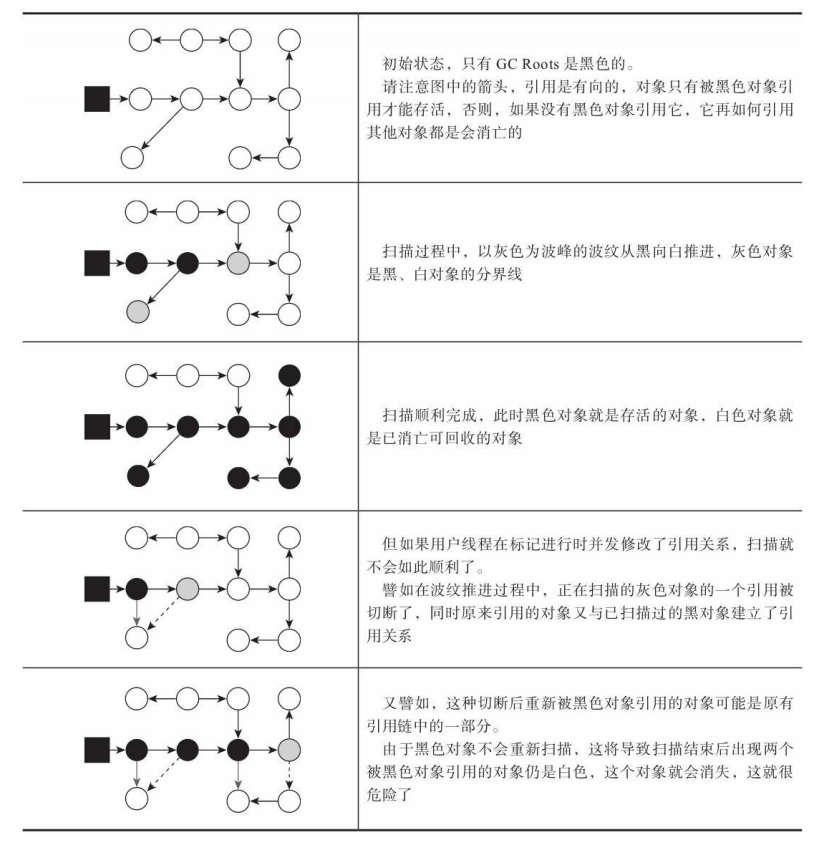 初始状态，只有 GC Roots 是黑色的。
请注意图中的箭头，引用是有向的，对象只有被黑色对象引
用才能存活，否则，如果没有黑色对象引用它，它再如何引用
其他对象都是会消亡的
扫描过程中，以灰色为波峰的波纹从黑向白推进，灰色对象
是黑、白对象的分界线
扫描顺利完成，此时黑色对象就是存活的对象，白色对象就
是已消亡可回收的对象
但如果用户线程在标记进行时并发修改了引用关系，扫描就
不会如此顺利了。
譬如在波纹推进过程中，正在扫描的灰色对象的一个引用被
切断了，同时原来引用的对象又与已扫描过的黑对象建立了引
用关系
又譬如，这种切断后重新被黑色对象引用的对象可能是原有
引用链中的一部分。
由于黑色对象不会重新扫描，这将导致扫描结束后出现两个
被黑色对象引用的对象仍是白色，这个对象就会消失，这就很
危险了